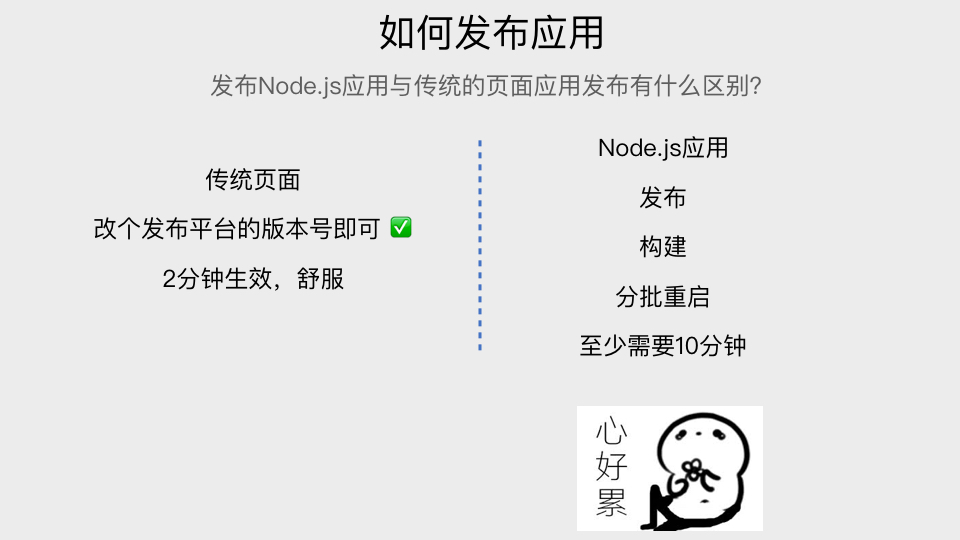 如何发布应用
发布Node.js应用与传统的页面应用发布有什么区别？
传统页面
改个发布平台的版本号即可 ✅
2分钟生效，舒服
Node.js应用
发布
构建
分批重启
至少需要10分钟
心
好
累